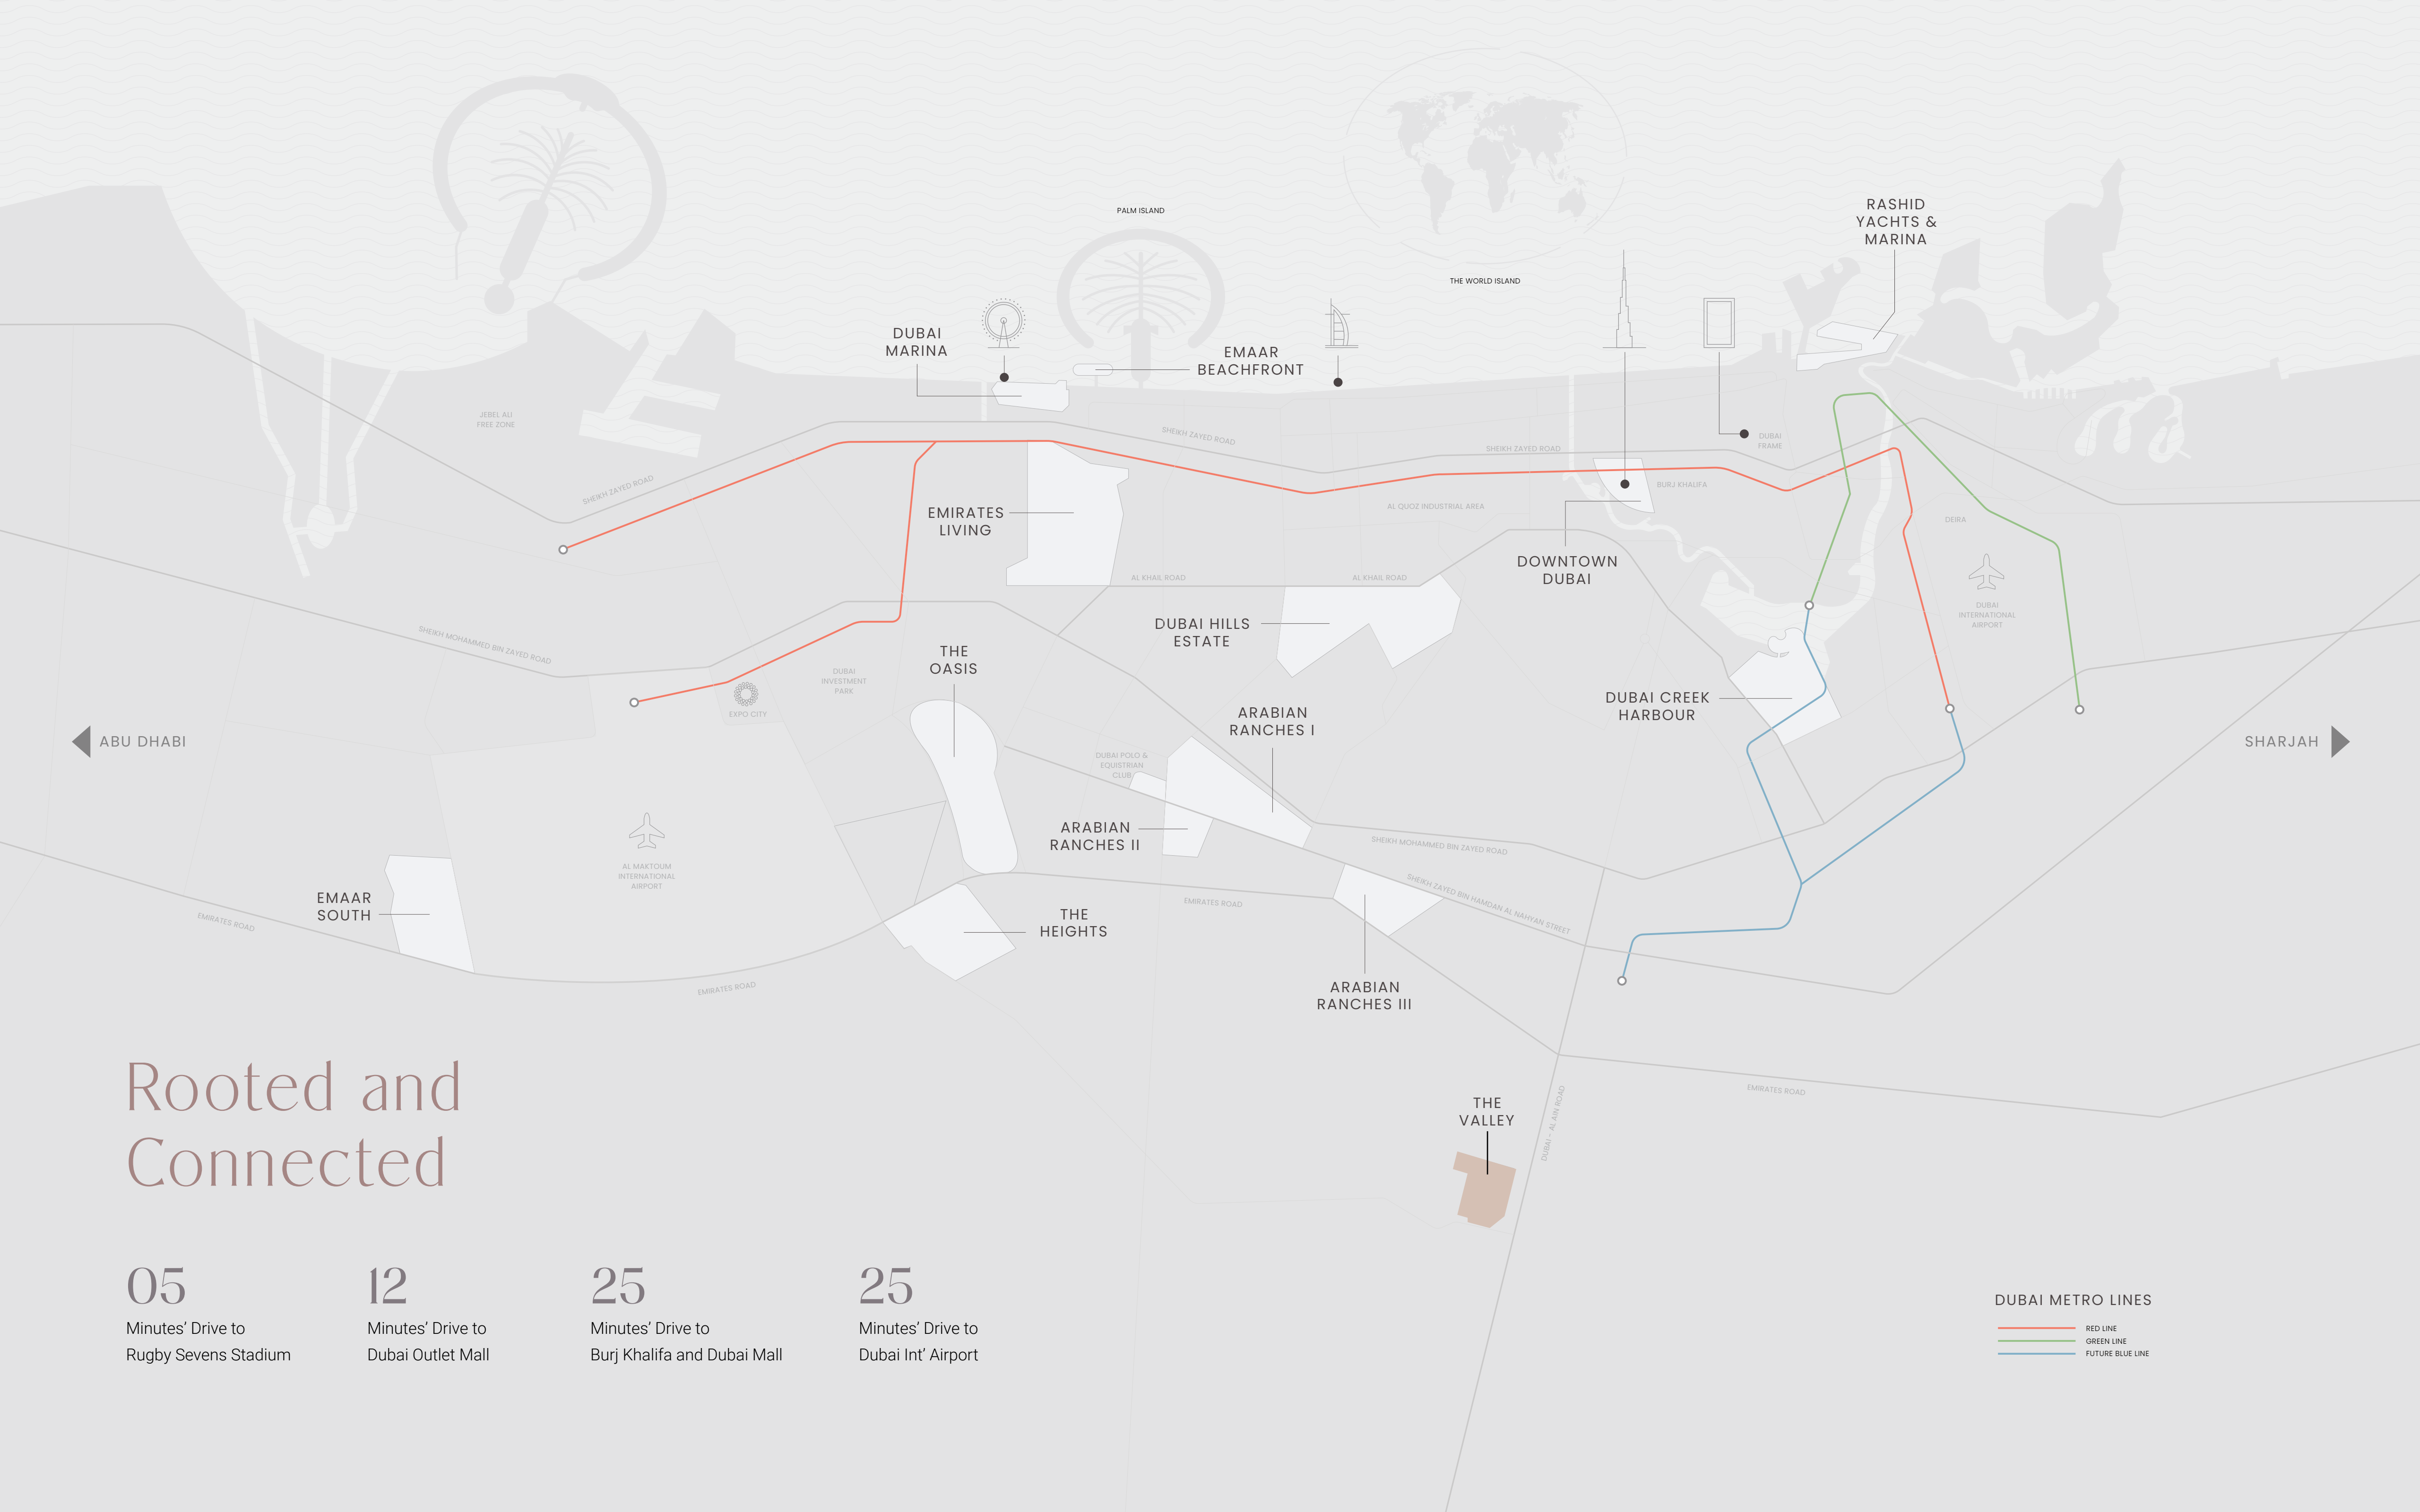 RASHID
YACHTS &
MARINA
PALM ISLAND
THE WORLD ISLAND
DUBAI
MARINA
EMAAR
BEACHFRONT
JEBEL ALI
FREE ZONE
SHEIKH ZAYED ROAD
SHEIKH ZAYED ROAD
SHEIKH ZAYED ROAD
DUBAI
FRAME
BURJ KHALIFA
EMIRATES
LIVING
AL QUOZ INDUSTRIAL AREA
DEIRA
DOWNTOWN
DUBAI
AL KHAIL ROAD
AL KHAIL ROAD
DUBAI
INTERNATIONAL
AIRPORT
DUBAI HILLS
ESTATE
SHEIKH MOHAMMED BIN ZAYED ROAD
THE
OASIS
DUBAI
INVESTMENT
PARK
EXPO CITY
DUBAI CREEK
HARBOUR
ARABIAN
RANCHES I
ABU DHABI
SHARJAH
DUBAI POLO &
EQUESTRIAN
CLUB
ARABIAN
RANCHES II
SHEIKH MOHAMMED BIN ZAYED ROAD
AL MAKTOUM
INTERNATIONAL
AIRPORT
SHEIKH ZAYED BIN HAMDAN AL NAHYAN STREET
EMAAR
SOUTH
EMIRATES ROAD
EMIRATES ROAD
THE
HEIGHTS
EMIRATES ROAD
ARABIAN
RANCHES III
EMIRATES ROAD
THE
VALLEY
DUBAI - AL AIN ROAD
Rooted and
Connected
05
Minutes’ Drive to
Rugby Sevens Stadium
12
Minutes’ Drive to
Dubai Outlet Mall
25
Minutes’ Drive to
Burj Khalifa and Dubai Mall
25
Minutes’ Drive to
Dubai Int’ Airport
DUBAI METRO LINES
RED LINE
GREEN LINE
FUTURE BLUE LINE